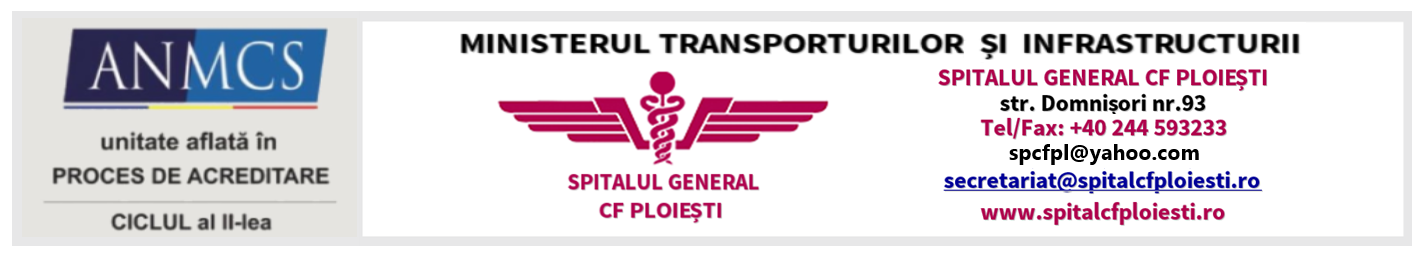 ANMCS
unitate aflată în
PROCES DE ACREDITARE
CICLUL al II-lea
MINISTERUL TRANSPORTURILOR ȘI INFRASTRUCTURII
SPITALUL GENERAL
CF PLOIEȘTI
SPITALUL GENERAL CF PLOIEȘTI
str. Domnișori nr.93
Tel/Fax: +40 244 593233
spcfpl@yahoo.com
secretariat@spitalcfploiesti.ro
www.spitalcfploiesti.ro